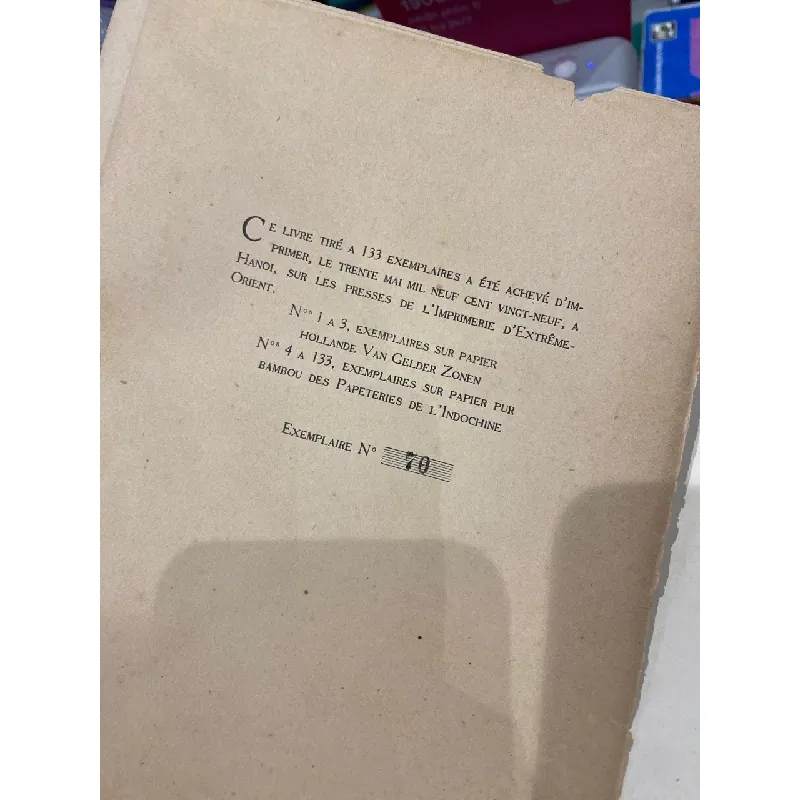 CE LIVRE TIRÉ A 133 EXEMPLAIRES A ÉTÉ ACHEVÉ D'IM-
PRIMER, LE TRENTE MAI MIL NEUF CENT VINGT-NEUF, A
HANOI, SUR LES PRESSES DE L'IMPRIMERIE D'EXTRÊME-
ORIENT.
Nos 1 A 3, EXEMPLAIRES SUR PAPIER
HOLLANDE VAN GELDER ZONEN
Nos 4 A 133, EXEMPLAIRES SUR PAPIER PUR
BAMBOU DES PAPETERIES DE L'INDOCHINE
EXEMPLAIRE No 70